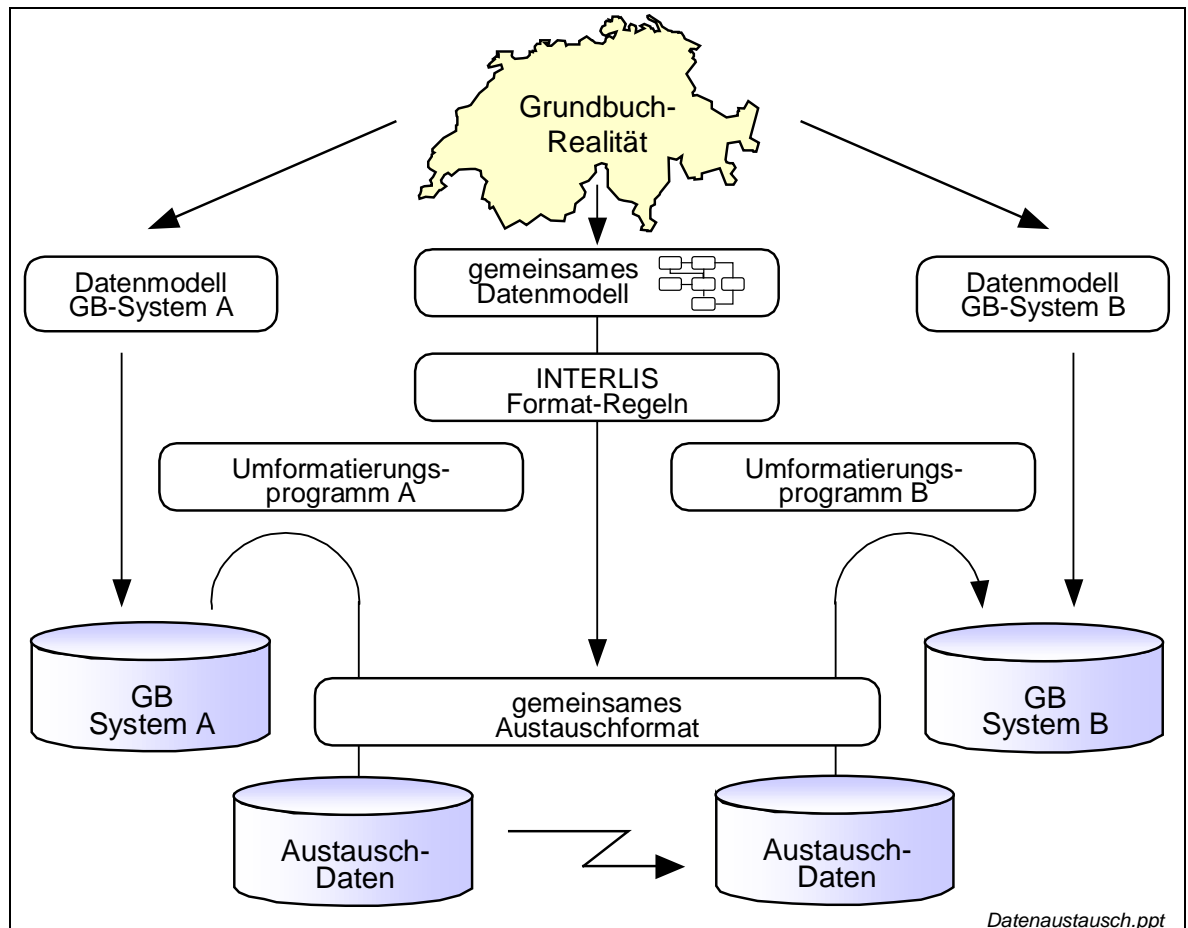 Grundbuch-
Realität
Datenmodell
GB-System A
gemeinsames
Datenmodell
Datenmodell
GB-System B
INTERLIS
Format-Regeln
Umformatierungs-
programm A
Umformatierungs-
programm B
GB
System A
gemeinsames
Austauschformat
GB
System B
Austausch-
Daten
Austausch-
Daten
Datenaustausch.ppt